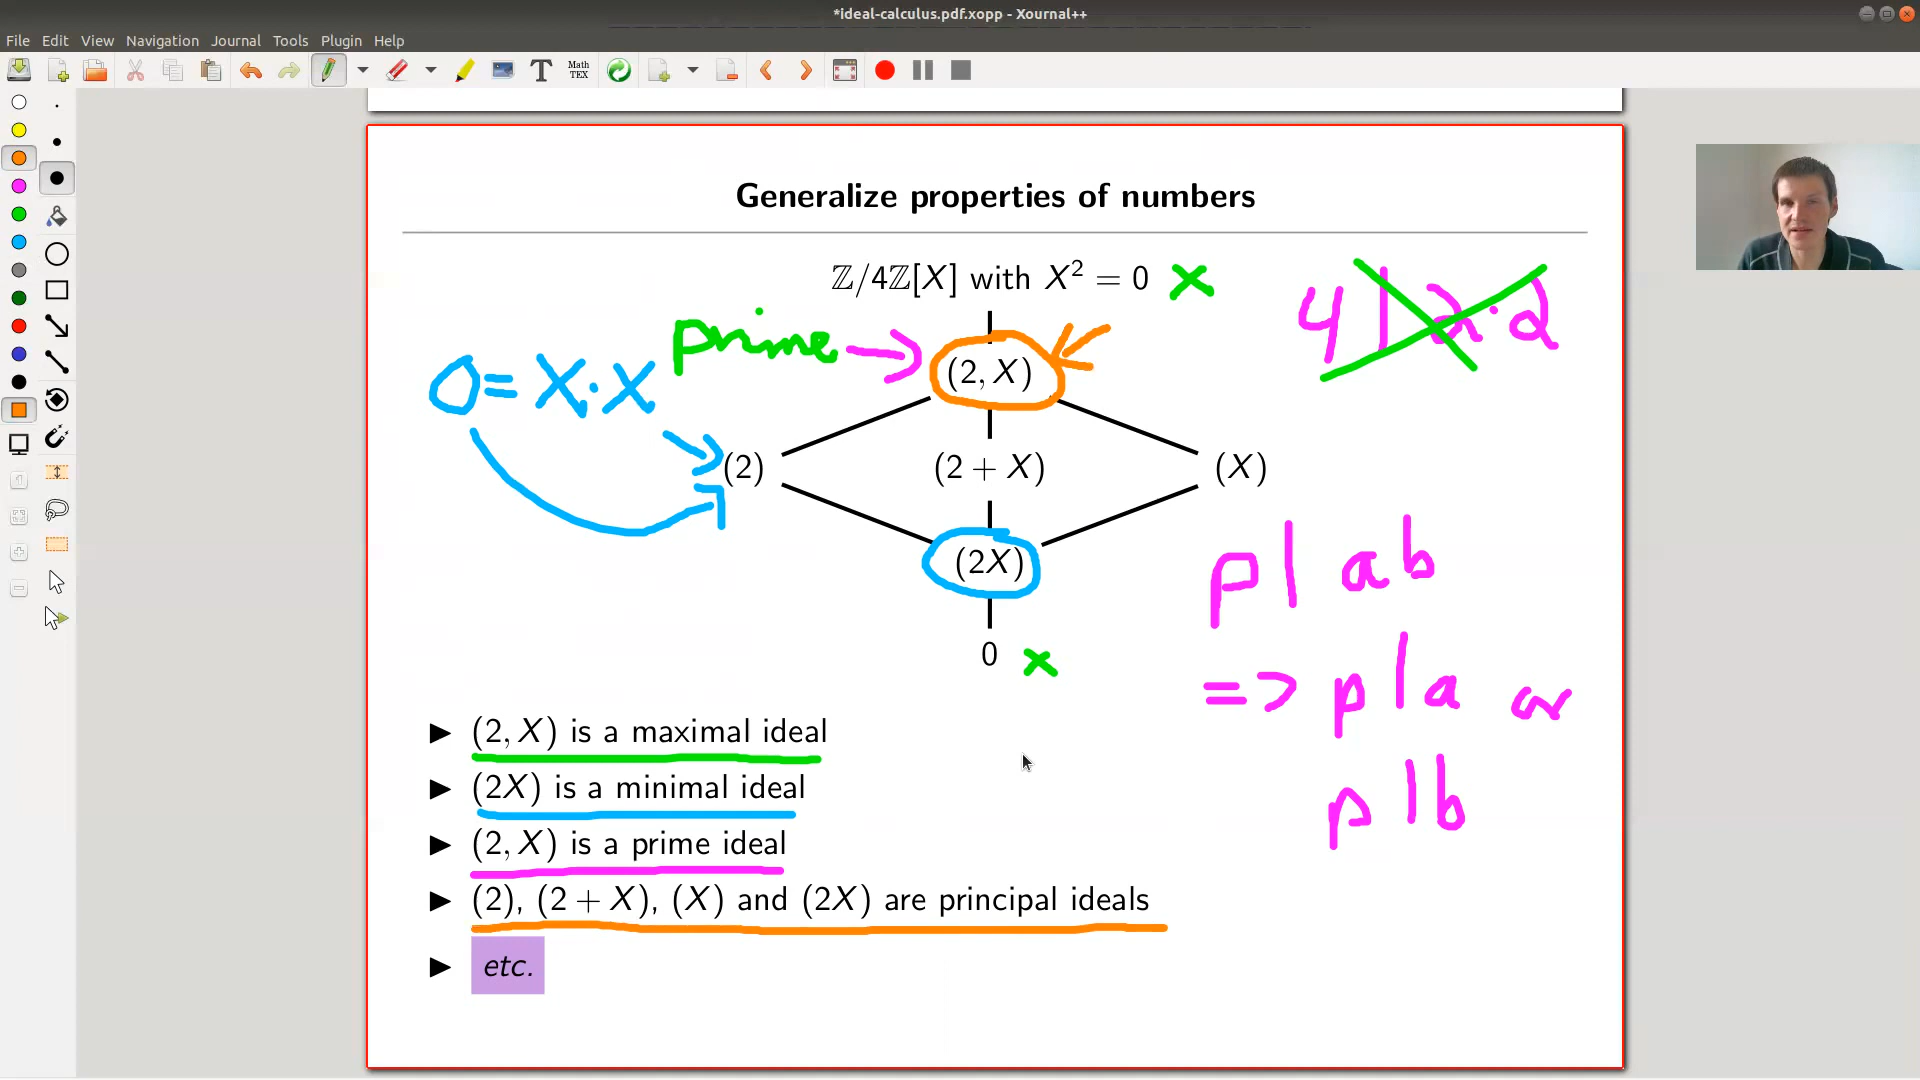 *ideal-calculus.pdf.xopp - Xournal++
File Edit View Navigation Journal Tools Plugin Help
T Math TEX
Generalize properties of numbers
ℤ/4ℤ[X] with X² = 0 x
4 | 2·2
prime
(2, X)
0 = X·X
(2) (2 + X) (X)
(2X)
p | ab
0 x
=> p | a or
p | b
▶ (2, X) is a maximal ideal
▶ (2X) is a minimal ideal
▶ (2, X) is a prime ideal
▶ (2), (2 + X), (X) and (2X) are principal ideals
▶ etc.